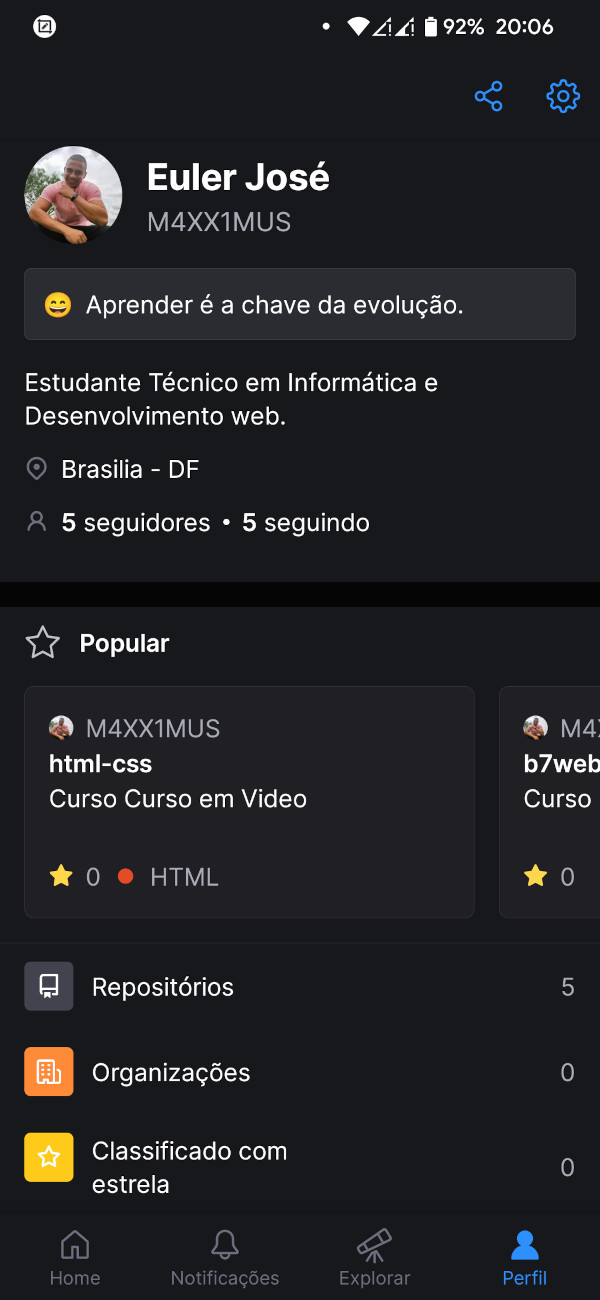 92% 20:06
Euler José
M4XX1MUS
😄 Aprender é a chave da evolução.
Estudante Técnico em Informática e
Desenvolvimento web.
Brasilia - DF
5 seguidores • 5 seguindo
Popular
M4XX1MUS
html-css
Curso Curso em Video
0 HTML
M4X
b7web
Curso
0
Repositórios 5
Organizações 0
Classificado com
estrela 0
Home Notificações Explorar Perfil